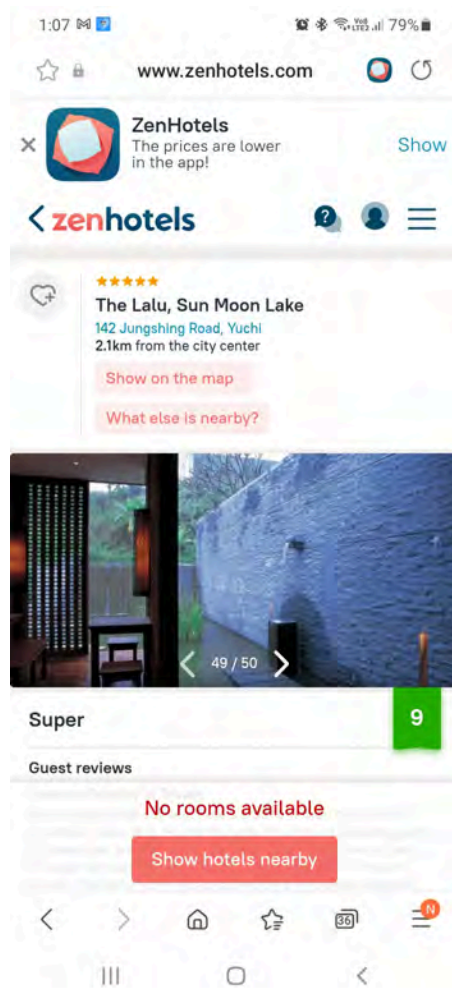 1:07
79%
www.zenhotels.com
ZenHotels
The prices are lower
in the app!
Show
zenhotels
The Lalu, Sun Moon Lake
142 Jungshing Road, Yuchi
2.1km from the city center
Show on the map
What else is nearby?
49 / 50
Super
9
Guest reviews
No rooms available
Show hotels nearby
36
N